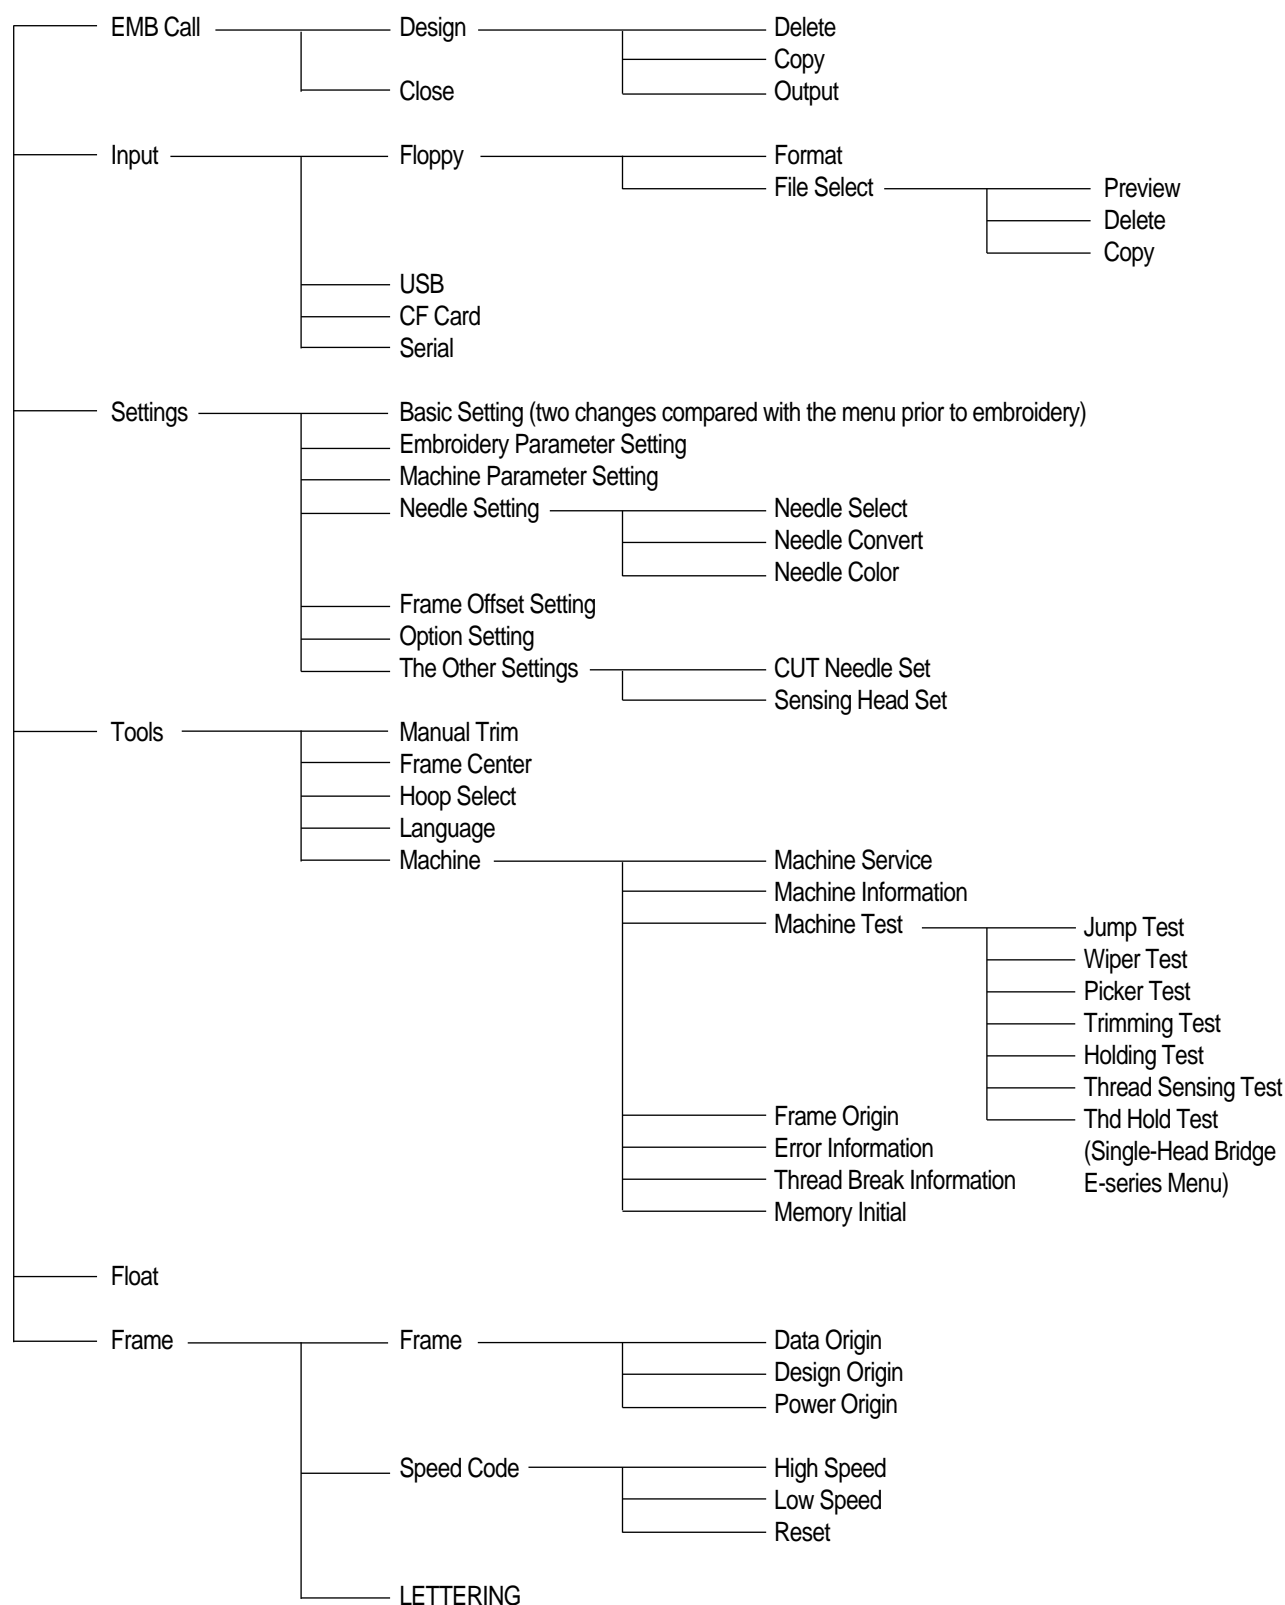 EMB Call Design Delete
Copy
Close Output
Input Floppy Format
File Select Preview
Delete
Copy
USB
CF Card
Serial
Settings Basic Setting (two changes compared with the menu prior to embroidery)
Embroidery Parameter Setting
Machine Parameter Setting
Needle Setting Needle Select
Needle Convert
Needle Color
Frame Offset Setting
Option Setting
The Other Settings CUT Needle Set
Sensing Head Set
Tools Manual Trim
Frame Center
Hoop Select
Language
Machine Machine Service
Machine Information
Machine Test Jump Test
Wiper Test
Picker Test
Trimming Test
Holding Test
Thread Sensing Test
Frame Origin Thd Hold Test
Error Information (Single-Head Bridge
Thread Break Information E-series Menu)
Memory Initial
Float
Frame Frame Data Origin
Design Origin
Power Origin
Speed Code High Speed
Low Speed
Reset
LETTERING